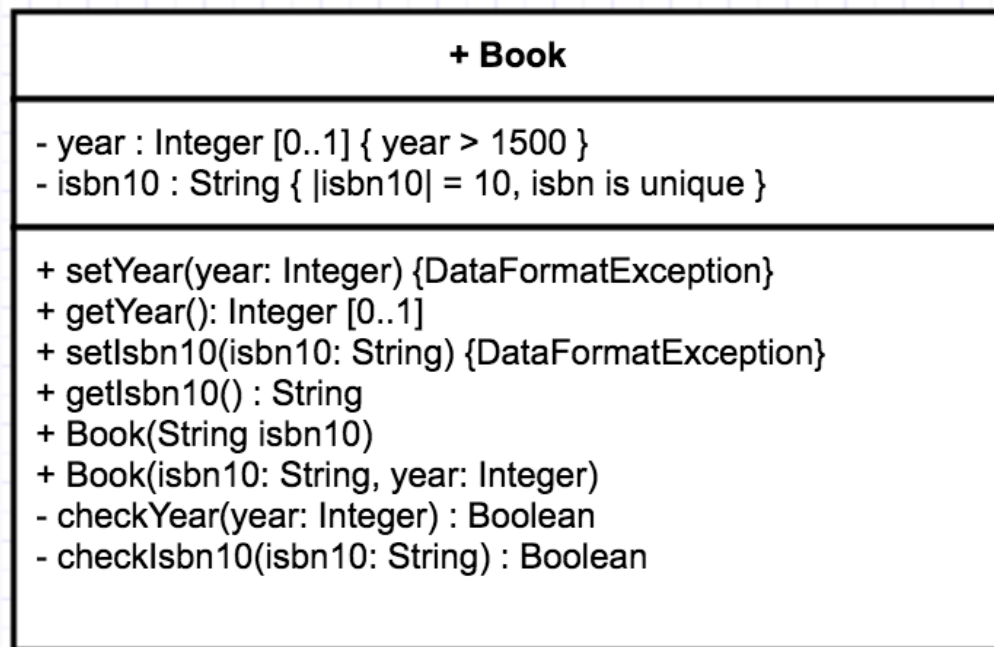 + Book
- year : Integer [0..1] { year > 1500 }
- isbn10 : String { |isbn10| = 10, isbn is unique }
+ setYear(year: Integer) {DataFormatException}
+ getYear(): Integer [0..1]
+ setIsbn10(isbn10: String) {DataFormatException}
+ getIsbn10() : String
+ Book(String isbn10)
+ Book(isbn10: String, year: Integer)
- checkYear(year: Integer) : Boolean
- checkIsbn10(isbn10: String) : Boolean